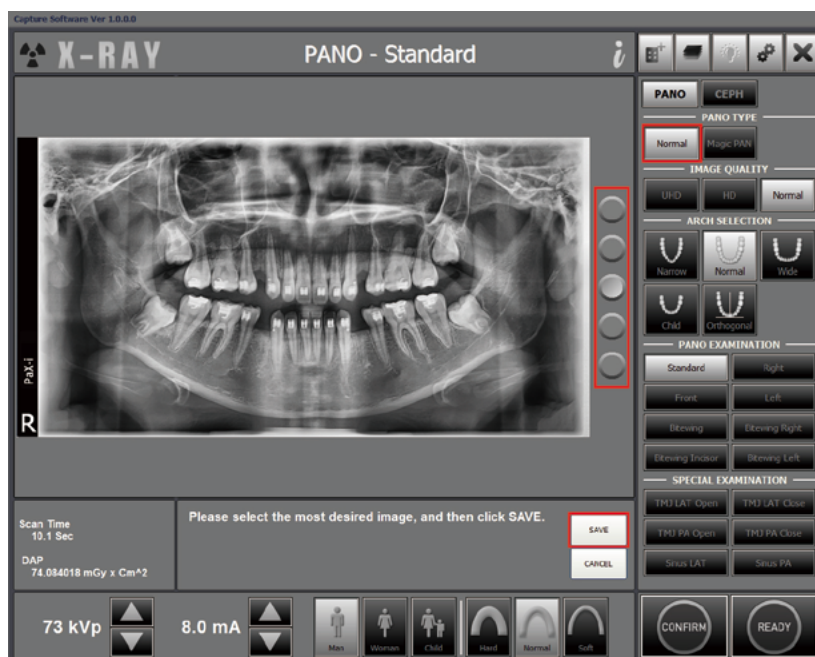 Capture Software Ver 1.0.0.0
X-RAY
PANO - Standard
i
PANO
CEPH
PANO TYPE
Normal
Magic PAN
IMAGE QUALITY
UHD
HD
Normal
ARCH SELECTION
Narrow
Normal
Wide
Child
Orthogonal
PANO EXAMINATION
Standard
Right
Front
Left
Bitewing
Bitewing Right
Bitewing Incisor
Bitewing Left
SPECIAL EXAMINATION
TMJ LAT Open
TMJ LAT Close
TMJ PA Open
TMJ PA Close
Sinus LAT
Sinus PA
PaX-i
R
Scan Time
10.1 Sec
DAP
74.084018 mGy x Cm^2
Please select the most desired image, and then click SAVE.
SAVE
CANCEL
73 kVp
8.0 mA
Man
Woman
Child
Hard
Normal
Soft
CONFIRM
READY